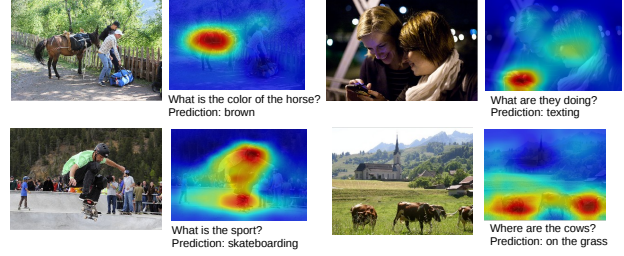 What is the color of the horse?
Prediction: brown
What are they doing?
Prediction: texting
What is the sport?
Prediction: skateboarding
Where are the cows?
Prediction: on the grass